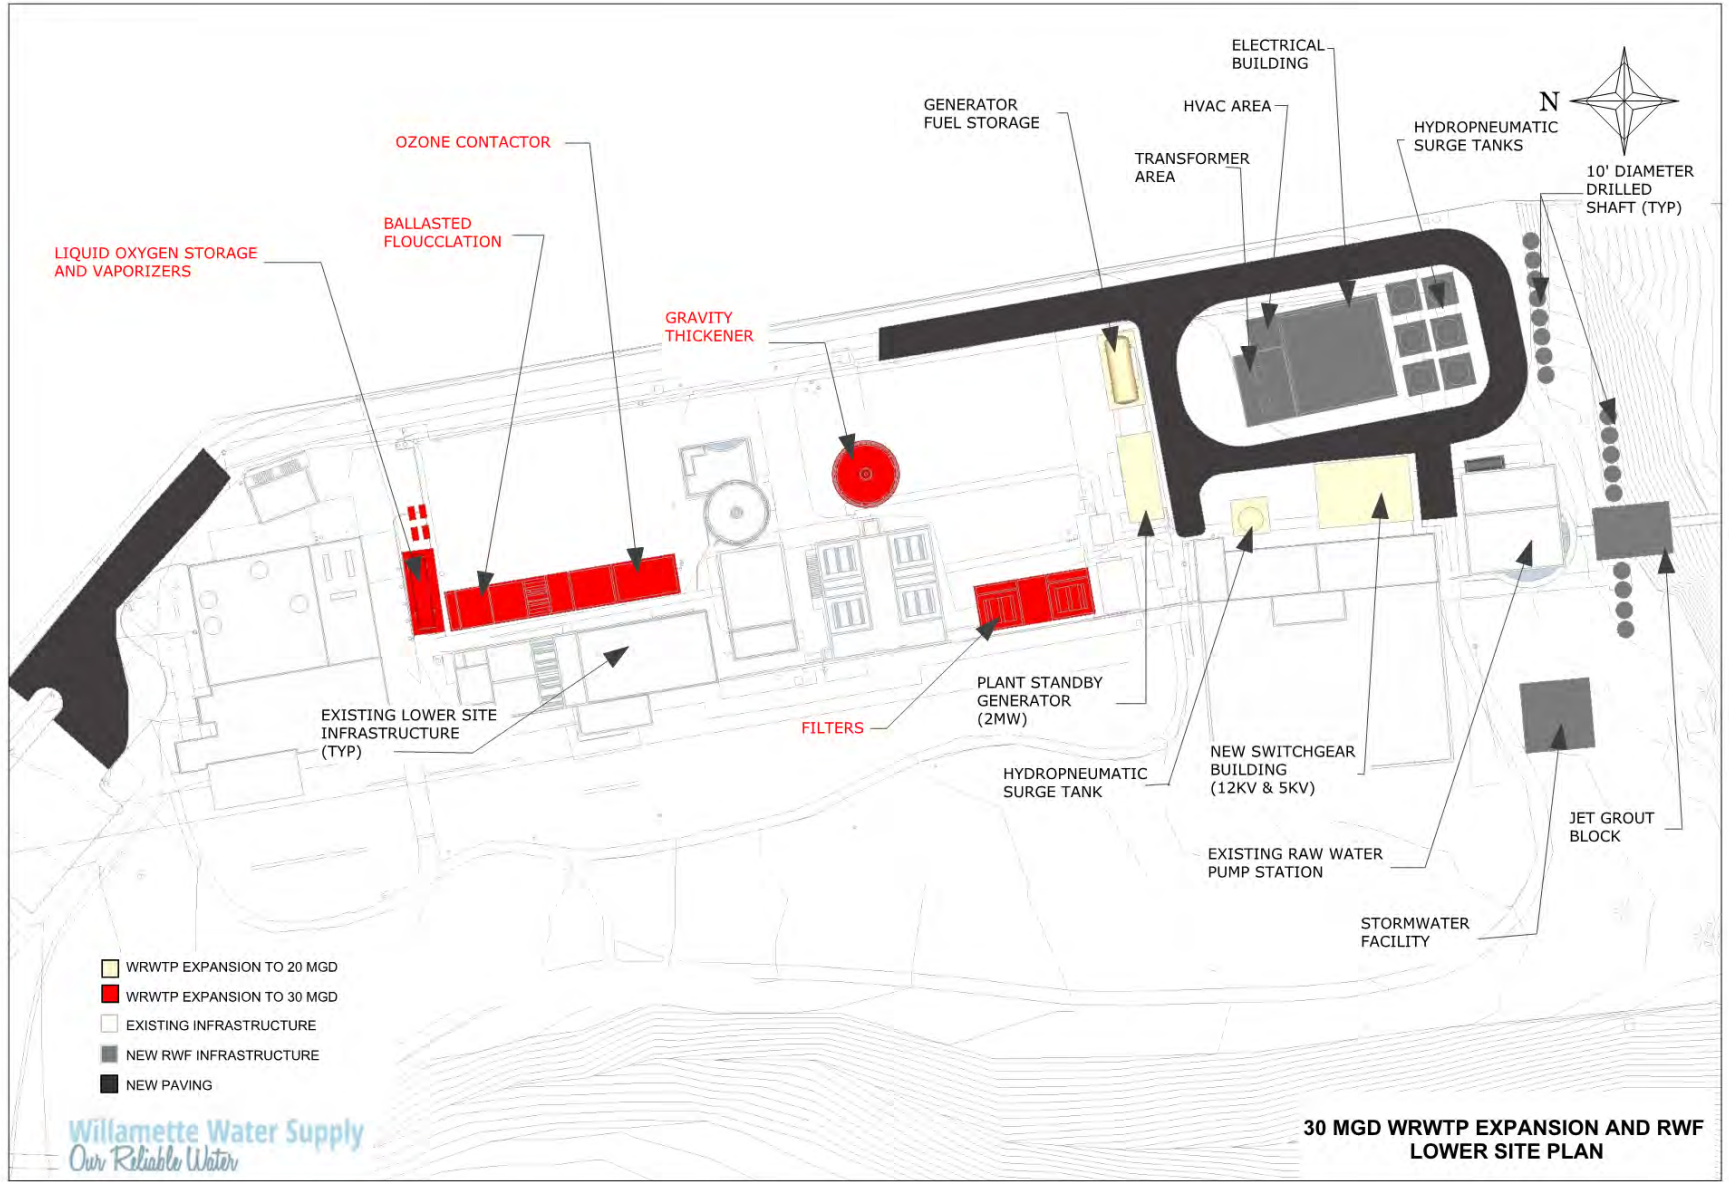 ELECTRICAL
BUILDING
GENERATOR
FUEL STORAGE
HVAC AREA
N
HYDROPNEUMATIC
SURGE TANKS
OZONE CONTACTOR
TRANSFORMER
AREA
10' DIAMETER
DRILLED
SHAFT (TYP)
BALLASTED
FLOUCCLATION
LIQUID OXYGEN STORAGE
AND VAPORIZERS
GRAVITY
THICKENER
EXISTING LOWER SITE
INFRASTRUCTURE
(TYP)
FILTERS
PLANT STANDBY
GENERATOR
(2MW)
HYDROPNEUMATIC
SURGE TANK
NEW SWITCHGEAR
BUILDING
(12KV & 5KV)
JET GROUT
BLOCK
EXISTING RAW WATER
PUMP STATION
STORMWATER
FACILITY
WRWTP EXPANSION TO 20 MGD
WRWTP EXPANSION TO 30 MGD
EXISTING INFRASTRUCTURE
NEW RWF INFRASTRUCTURE
NEW PAVING
Willamette Water Supply
Our Reliable Water
30 MGD WRWTP EXPANSION AND RWF
LOWER SITE PLAN